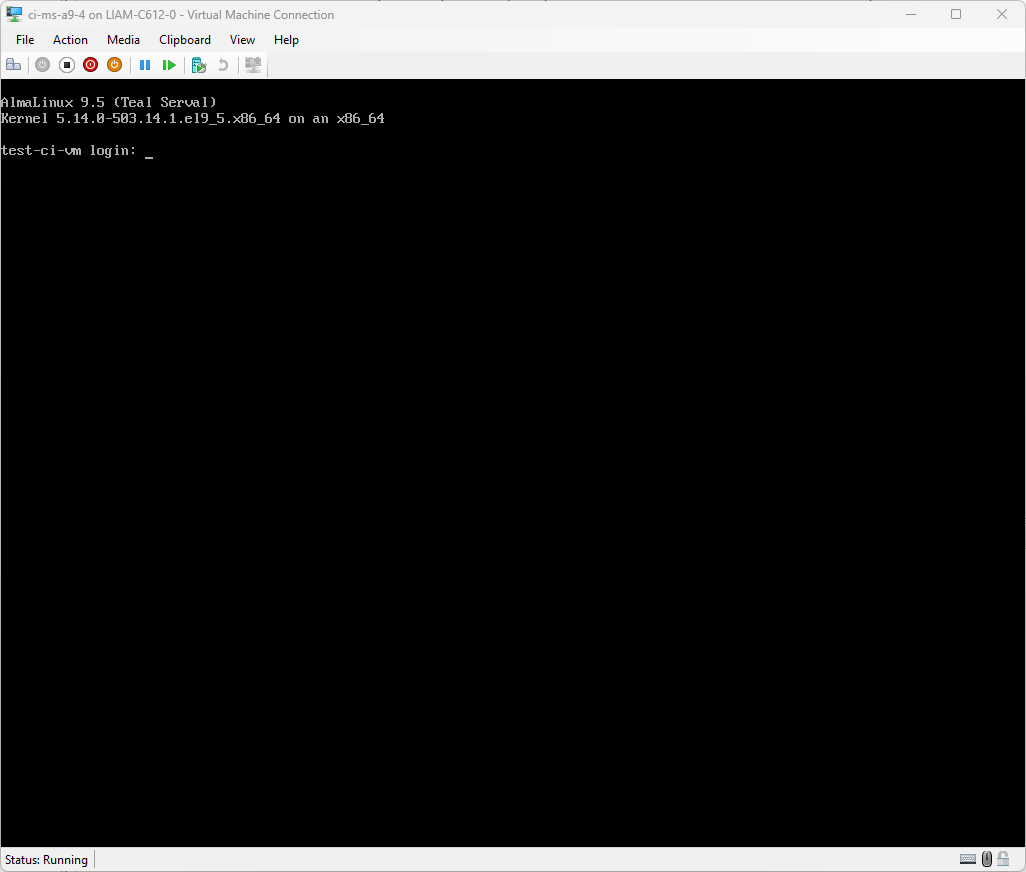 ci-ms-a9-4 on LIAM-C612-0 - Virtual Machine Connection
File Action Media Clipboard View Help
AlmaLinux 9.5 (Teal Serval)
Kernel 5.14.0-503.14.1.el9_5.x86_64 on an x86_64
test-ci-vm login: _
Status: Running